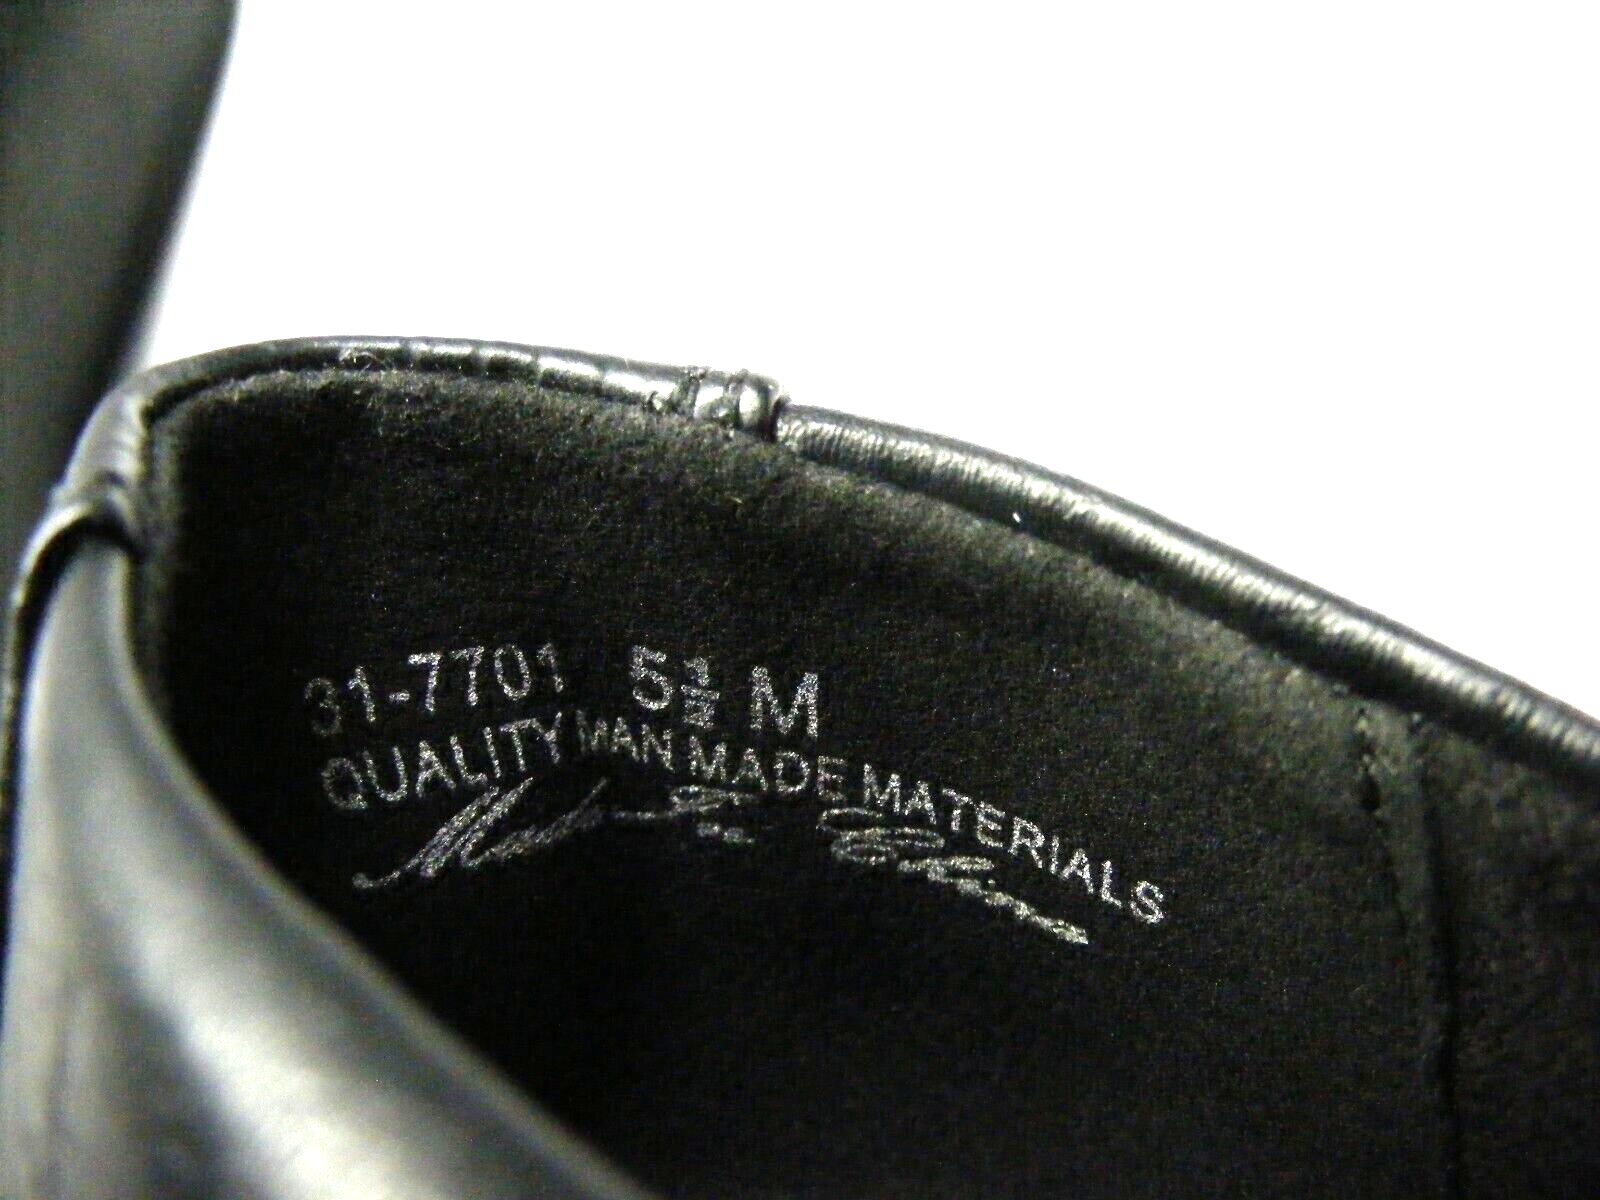 31-7701 5½ M
QUALITY MAN MADE MATERIALS